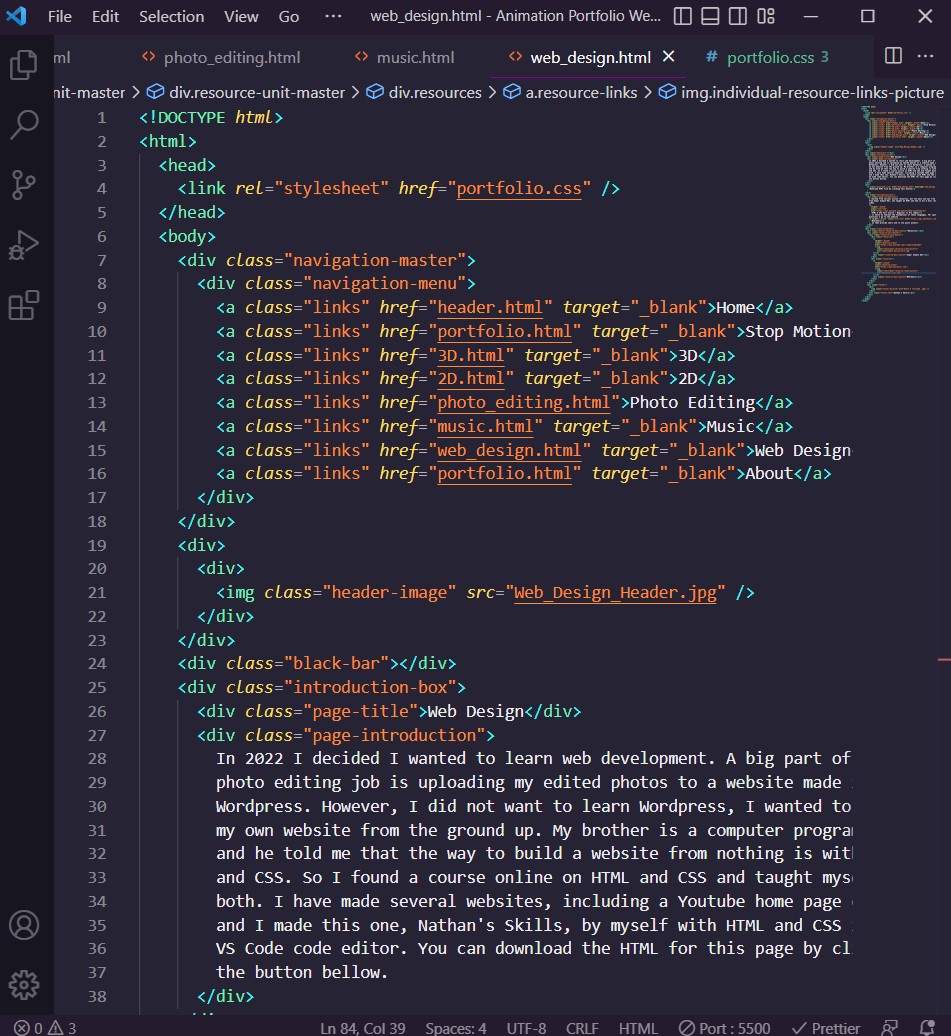 File Edit Selection View Go ··· web_design.html - Animation Portfolio We...
ml photo_editing.html music.html web_design.html portfolio.css 3
nit-master > div.resource-unit-master > div.resources > a.resource-links > img.individual-resource-links-picture
1 <!DOCTYPE html>
2 <html>
3 <head>
4 <link rel="stylesheet" href="portfolio.css" />
5 </head>
6 <body>
7 <div class="navigation-master">
8 <div class="navigation-menu">
9 <a class="links" href="header.html" target="_blank">Home</a>
10 <a class="links" href="portfolio.html" target="_blank">Stop Motion
11 <a class="links" href="3D.html" target="_blank">3D</a>
12 <a class="links" href="2D.html" target="_blank">2D</a>
13 <a class="links" href="photo_editing.html">Photo Editing</a>
14 <a class="links" href="music.html" target="_blank">Music</a>
15 <a class="links" href="web_design.html" target="_blank">Web Design
16 <a class="links" href="portfolio.html" target="_blank">About</a>
17 </div>
18 </div>
19 <div>
20 <div>
21 <img class="header-image" src="Web_Design_Header.jpg" />
22 </div>
23 </div>
24 <div class="black-bar"></div>
25 <div class="introduction-box">
26 <div class="page-title">Web Design</div>
27 <div class="page-introduction">
28 In 2022 I decided I wanted to learn web development. A big part of
29 photo editing job is uploading my edited photos to a website made
30 Wordpress. However, I did not want to learn Wordpress, I wanted to
31 my own website from the ground up. My brother is a computer progra
32 and he told me that the way to build a website from nothing is wit
33 and CSS. So I found a course online on HTML and CSS and taught mys
34 both. I have made several websites, including a Youtube home page
35 and I made this one, Nathan's Skills, by myself with HTML and CSS
36 VS Code code editor. You can download the HTML for this page by cl
37 the button bellow.
38 </div>
0 3 Ln 84, Col 39 Spaces: 4 UTF-8 CRLF HTML Port : 5500 Prettier